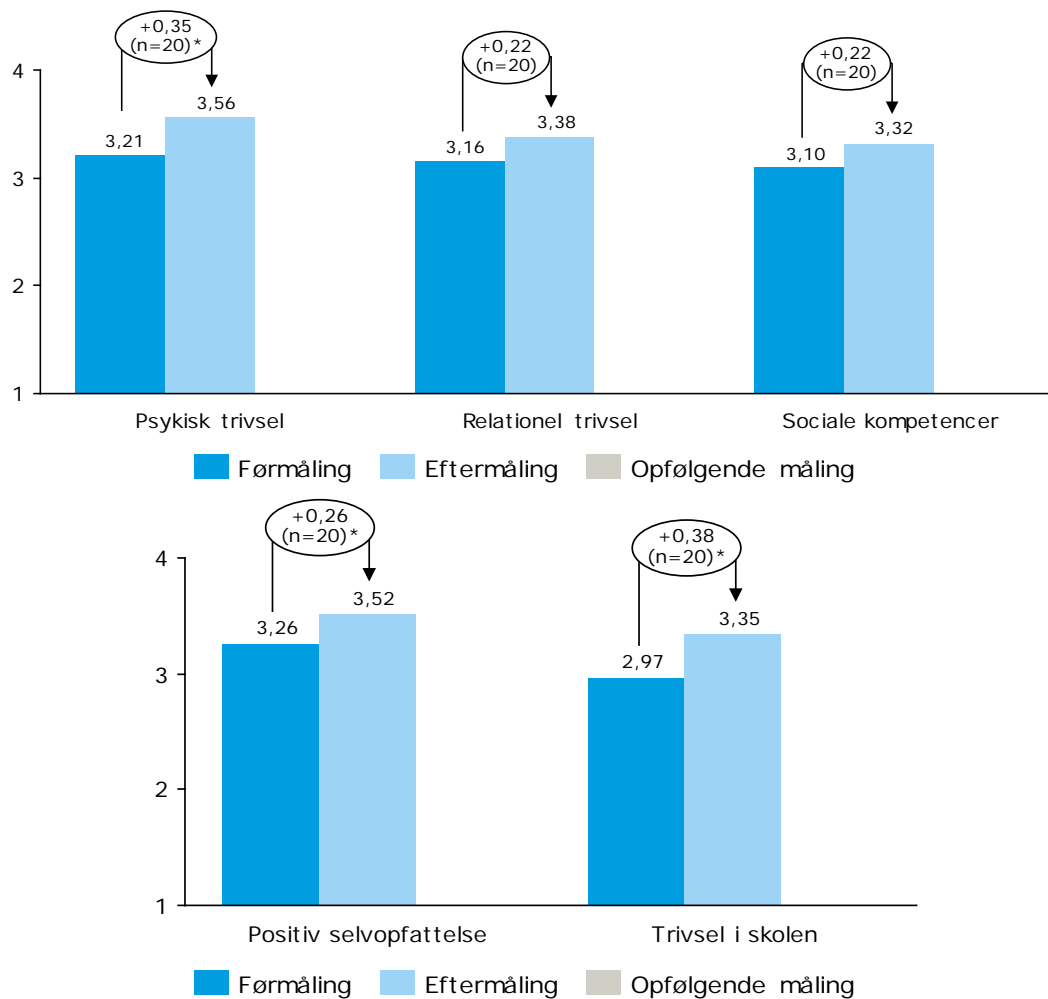 +0,35
(n=20)*
+0,22
(n=20)
+0,22
(n=20)
4
3
2
1
3,21
3,56
3,16
3,38
3,10
3,32
Psykisk trivsel
Relationel trivsel
Sociale kompetencer
Førmåling
Eftermåling
Opfølgende måling
+0,26
(n=20)*
+0,38
(n=20)*
4
3
2
1
3,26
3,52
2,97
3,35
Positiv selvopfattelse
Trivsel i skolen
Førmåling
Eftermåling
Opfølgende måling